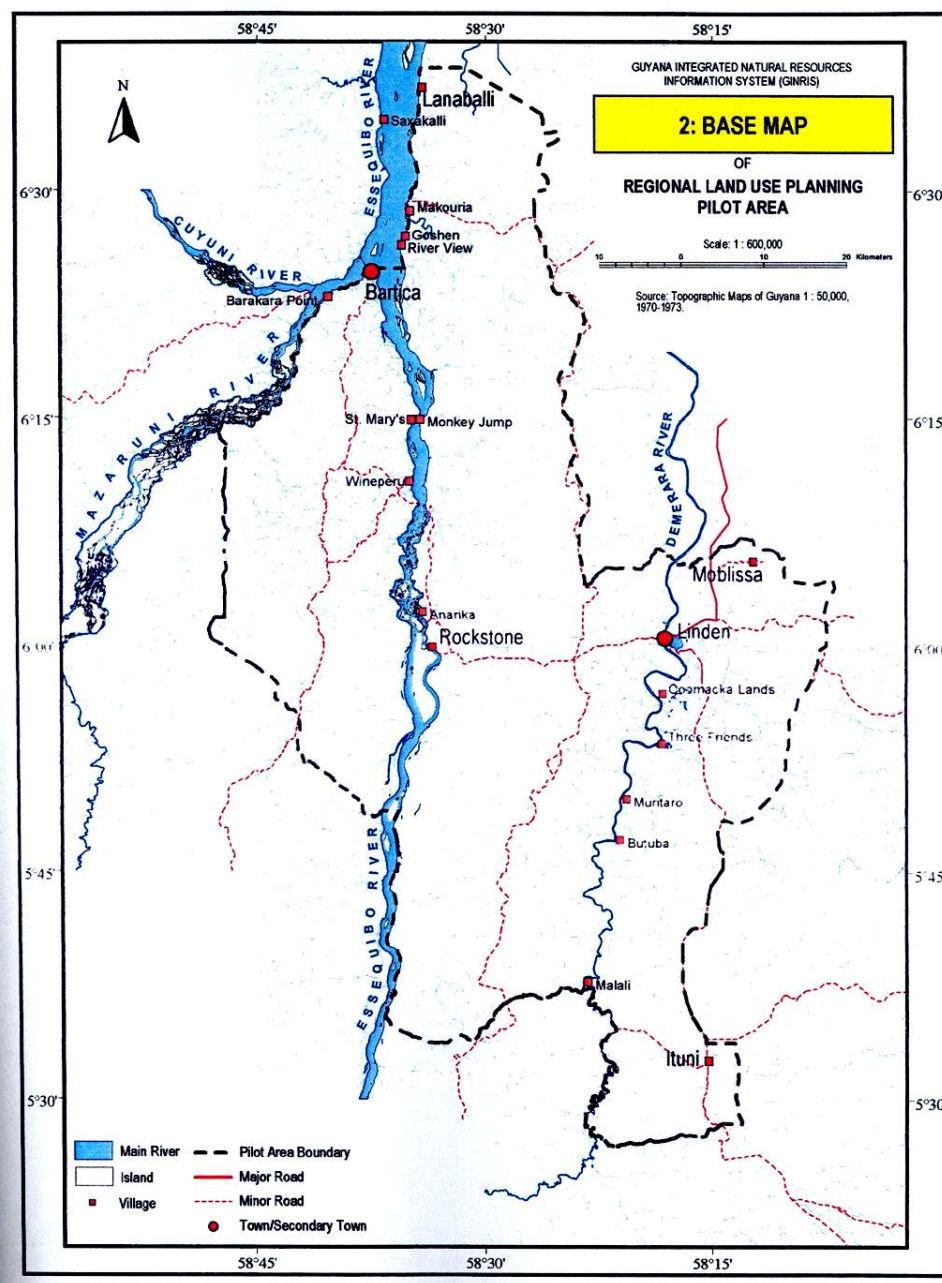 58°45'
58°30'
58°15'
GUYANA INTEGRATED NATURAL RESOURCES
INFORMATION SYSTEM (GINRIS)
2: BASE MAP
OF
REGIONAL LAND USE PLANNING
PILOT AREA
Scale: 1 : 600,000
10 0 10 20 Kilometers
Source: Topographic Maps of Guyana 1 : 50,000,
1970-1973.
N
ESSEQUIBO RIVER
Lanaballi
Saxakalli
6°30'
6°30'
Makouria
CUYUNI RIVER
Goshen
River View
Bartica
Barakara Point
MAZARUNI RIVER
6°15'
6°15'
St. Mary's
Monkey Jump
DEMERARA RIVER
Wineperu
Moblissa
Anarika
Rockstone
Linden
6°00'
6°00'
Coomacka Lands
Three Friends
Muritaro
Butuba
ESSEQUIBO RIVER
5°45'
5°45'
Malali
Ituni
5°30'
5°30'
Main River
Pilot Area Boundary
Island
Major Road
Village
Minor Road
Town/Secondary Town
58°45'
58°30'
58°15'